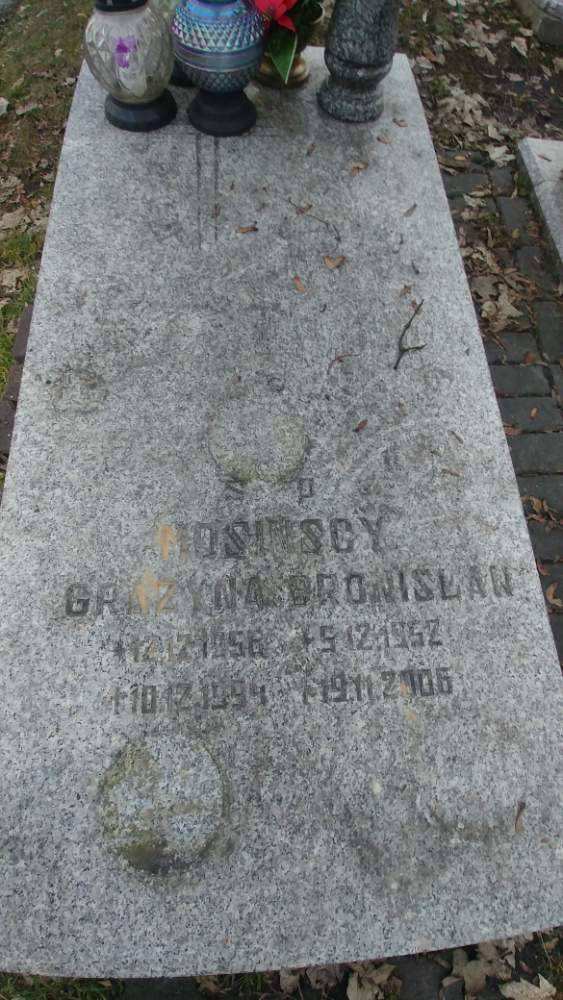 Ś P
MOSIŃSCY
GRAŻYNA BRONISŁAW
*12.12.1956 *5.12.1952
+10.12.1994 +19.11.2006